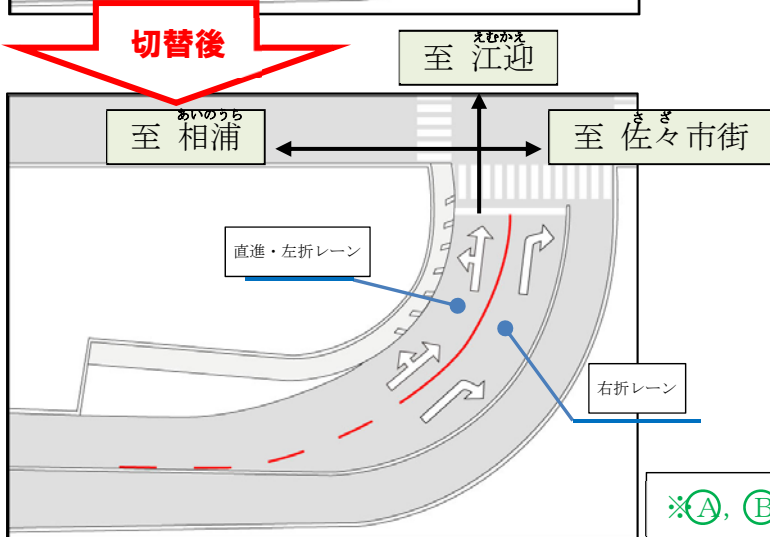 切替後
えむかえ
至 江迎
あいのうら
至 相浦
さざ
至 佐々市街
直進・左折レーン
右折レーン
※Ⓐ, Ⓑ